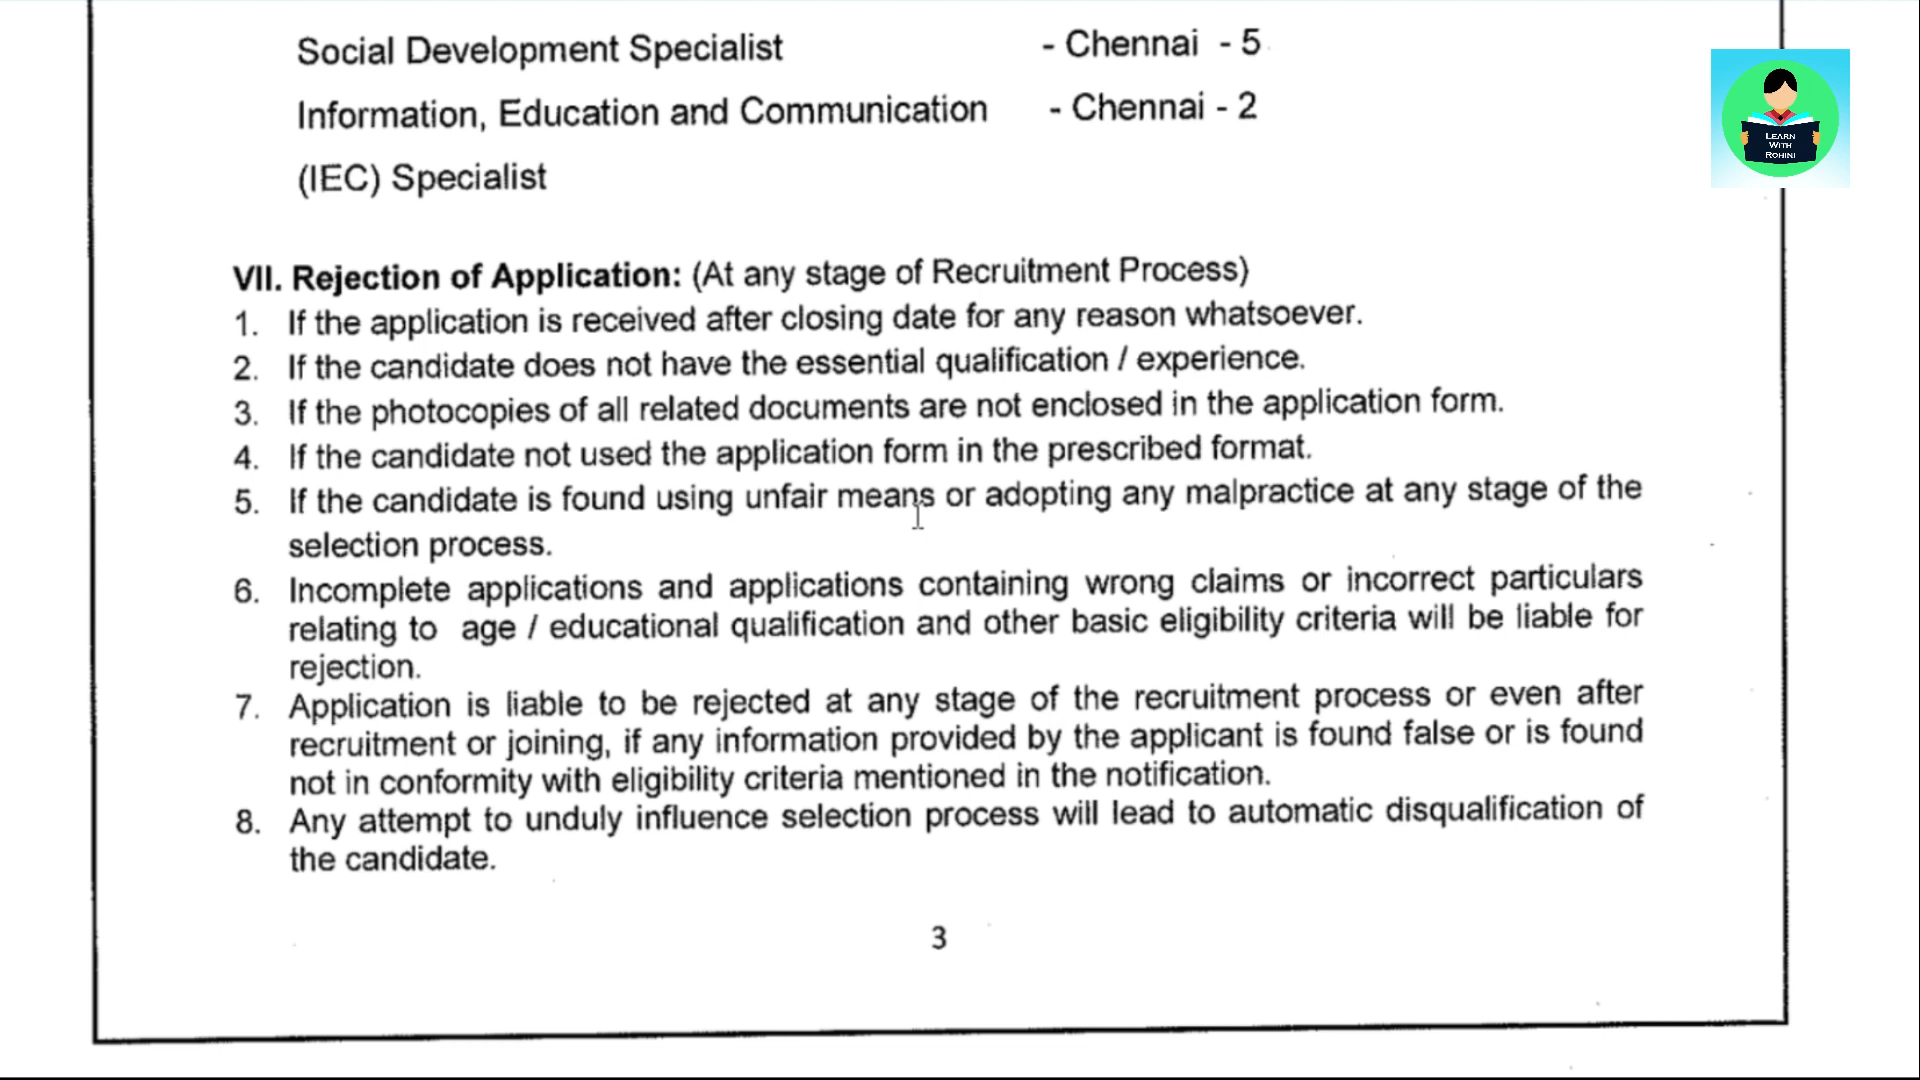 Social Development Specialist - Chennai - 5
Information, Education and Communication - Chennai - 2
(IEC) Specialist
LEARN
WITH
ROHINI
VII. Rejection of Application: (At any stage of Recruitment Process)
1. If the application is received after closing date for any reason whatsoever.
2. If the candidate does not have the essential qualification / experience.
3. If the photocopies of all related documents are not enclosed in the application form.
4. If the candidate not used the application form in the prescribed format.
5. If the candidate is found using unfair means or adopting any malpractice at any stage of the
selection process.
6. Incomplete applications and applications containing wrong claims or incorrect particulars
relating to age / educational qualification and other basic eligibility criteria will be liable for
rejection.
7. Application is liable to be rejected at any stage of the recruitment process or even after
recruitment or joining, if any information provided by the applicant is found false or is found
not in conformity with eligibility criteria mentioned in the notification.
8. Any attempt to unduly influence selection process will lead to automatic disqualification of
the candidate.
3